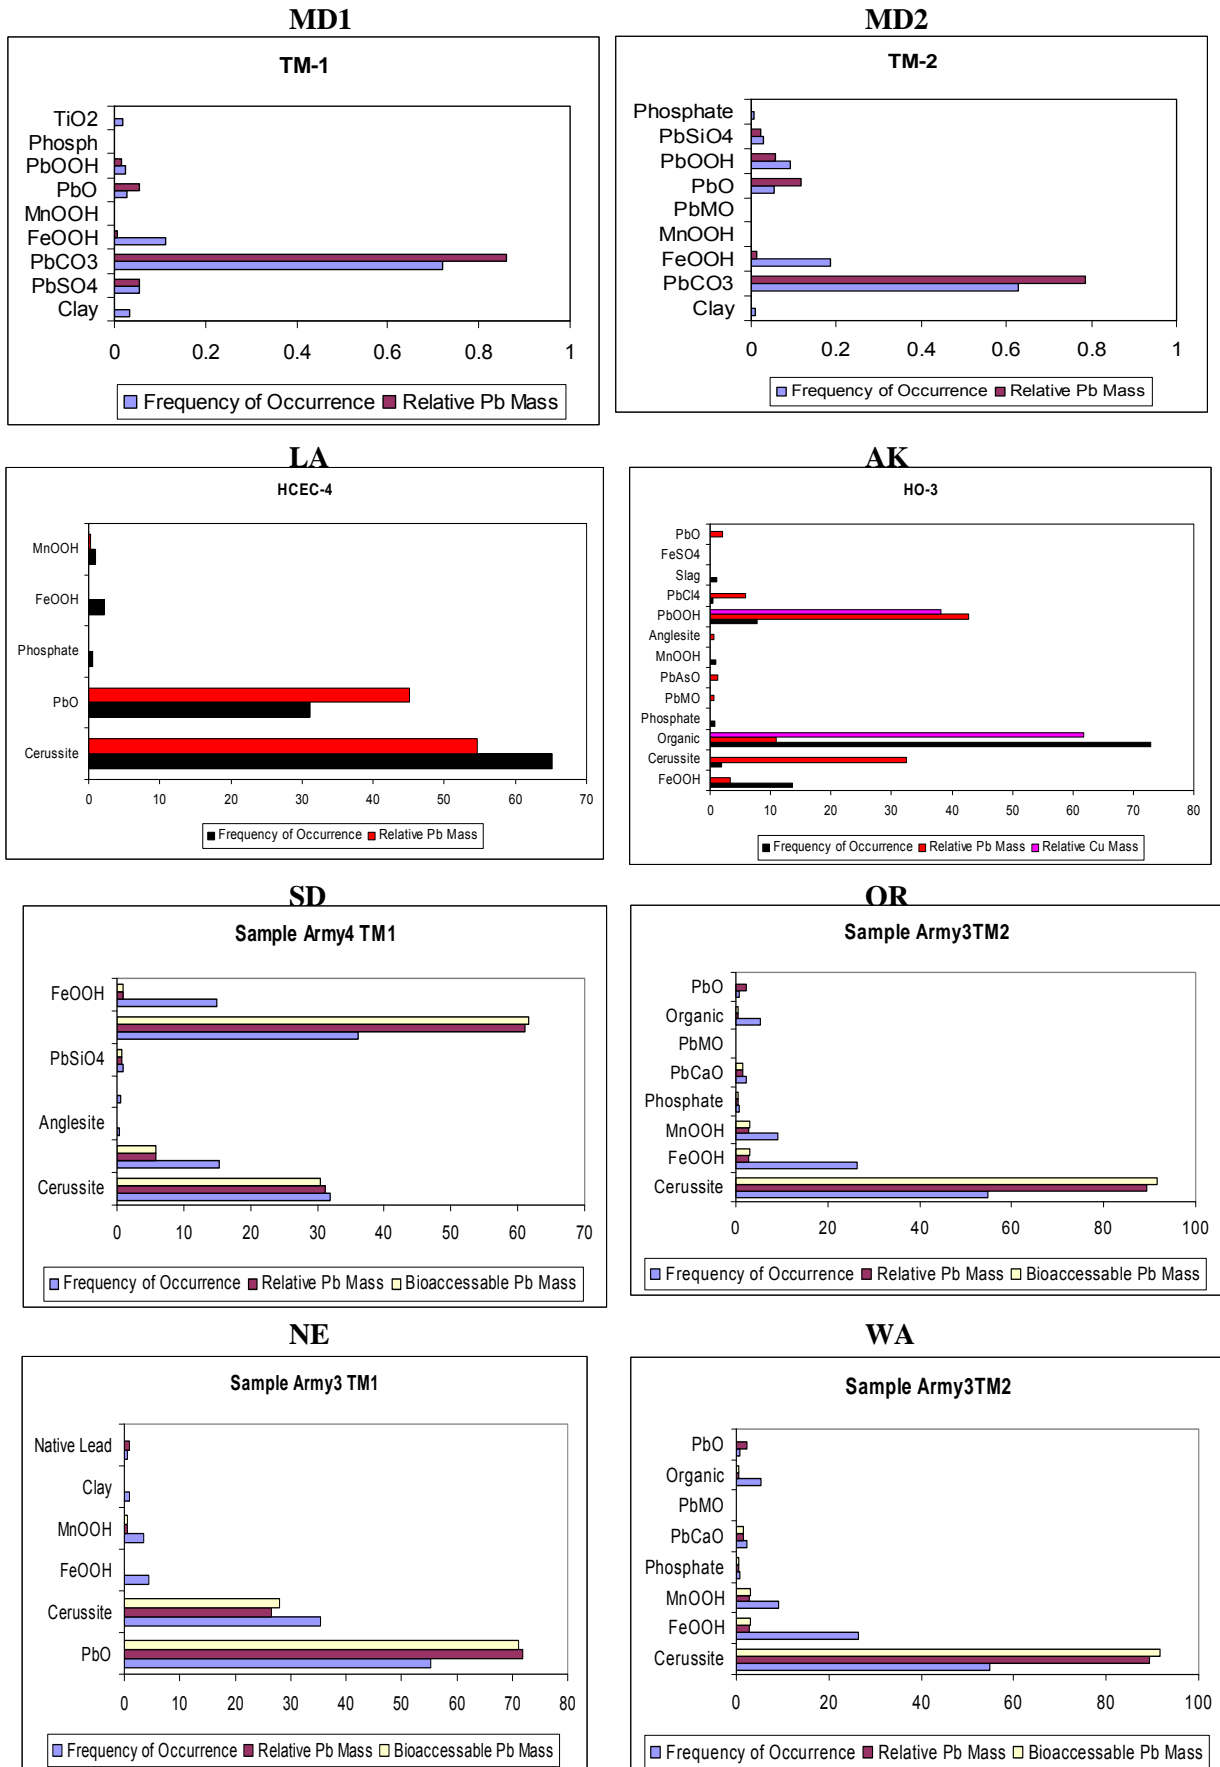 MD1
TM-1
TiO2
Phosph
PbOOH
PbO
MnOOH
FeOOH
PbCO3
PbSO4
Clay
0 0.2 0.4 0.6 0.8 1
Frequency of Occurrence Relative Pb Mass
MD2
TM-2
Phosphate
PbSiO4
PbOOH
PbO
PbMO
MnOOH
FeOOH
PbCO3
Clay
0 0.2 0.4 0.6 0.8 1
Frequency of Occurrence Relative Pb Mass
LA
HCEC-4
MnOOH
FeOOH
Phosphate
PbO
Cerussite
0 10 20 30 40 50 60 70
Frequency of Occurrence Relative Pb Mass
AK
HO-3
PbO
FeSO4
Slag
PbCl4
PbOOH
Anglesite
MnOOH
PbAsO
PbMO
Phosphate
Organic
Cerussite
FeOOH
0 10 20 30 40 50 60 70 80
Frequency of Occurrence Relative Pb Mass Relative Cu Mass
SD
Sample Army4 TM1
FeOOH
PbSiO4
Anglesite
Cerussite
0 10 20 30 40 50 60 70
Frequency of Occurrence Relative Pb Mass Bioaccessable Pb Mass
OR
Sample Army3TM2
PbO
Organic
PbMO
PbCaO
Phosphate
MnOOH
FeOOH
Cerussite
0 20 40 60 80 100
Frequency of Occurrence Relative Pb Mass Bioaccessable Pb Mass
NE
Sample Army3 TM1
Native Lead
Clay
MnOOH
FeOOH
Cerussite
PbO
0 10 20 30 40 50 60 70 80
Frequency of Occurrence Relative Pb Mass Bioaccessable Pb Mass
WA
Sample Army3TM2
PbO
Organic
PbMO
PbCaO
Phosphate
MnOOH
FeOOH
Cerussite
0 20 40 60 80 100
Frequency of Occurrence Relative Pb Mass Bioaccessable Pb Mass